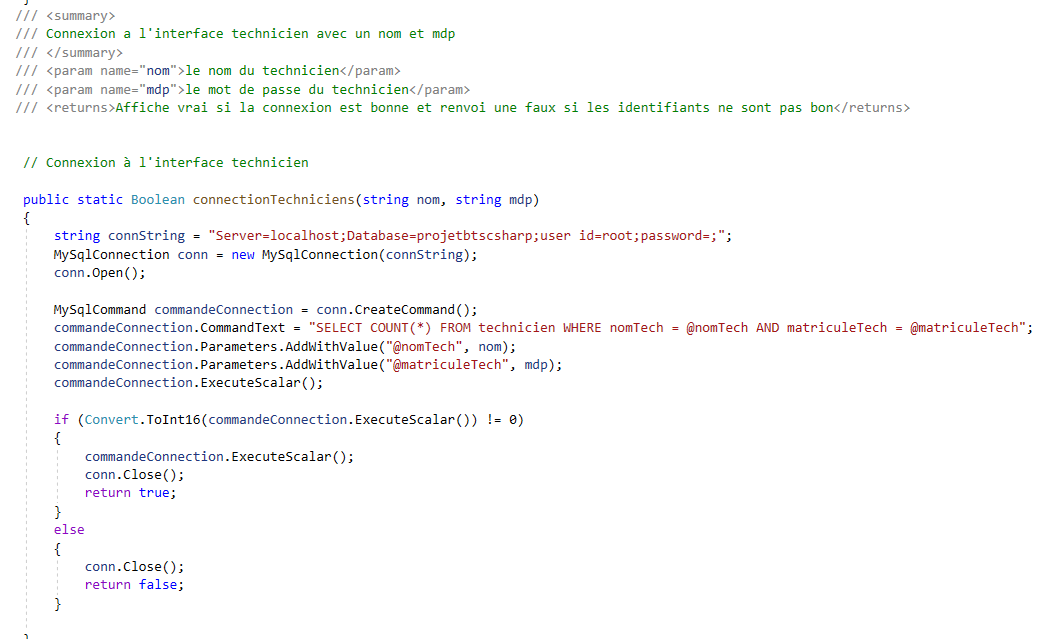 }
/// <summary>
/// Connexion a l'interface technicien avec un nom et mdp
/// </summary>
/// <param name="nom">le nom du technicien</param>
/// <param name="mdp">le mot de passe du technicien</param>
/// <returns>Affiche vrai si la connexion est bonne et renvoi une faux si les identifiants ne sont pas bon</returns>
// Connexion à l'interface technicien
public static Boolean connectionTechniciens(string nom, string mdp)
{
string connString = "Server=localhost;Database=projetbtscsharp;user id=root;password=;";
MySqlConnection conn = new MySqlConnection(connString);
conn.Open();
MySqlCommand commandeConnection = conn.CreateCommand();
commandeConnection.CommandText = "SELECT COUNT(*) FROM technicien WHERE nomTech = @nomTech AND matriculeTech = @matriculeTech";
commandeConnection.Parameters.AddWithValue("@nomTech", nom);
commandeConnection.Parameters.AddWithValue("@matriculeTech", mdp);
commandeConnection.ExecuteScalar();
if (Convert.ToInt16(commandeConnection.ExecuteScalar()) != 0)
{
commandeConnection.ExecuteScalar();
conn.Close();
return true;
}
else
{
conn.Close();
return false;
}
}